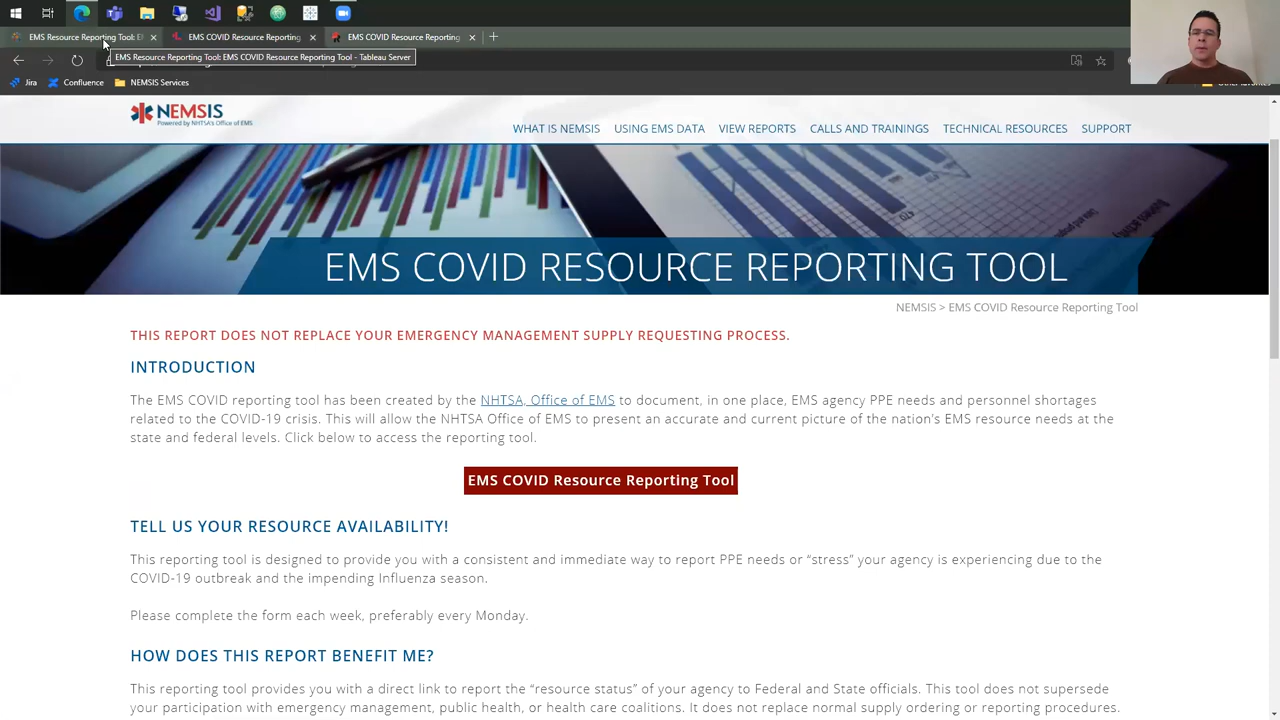 EMS Resource Reporting Tool: E
EMS COVID Resource Reporting
EMS COVID Resource Reporting
EMS Resource Reporting Tool: EMS COVID Resource Reporting Tool - Tableau Server
Jira
Confluence
NEMSIS Services
NEMSIS
Powered by NHTSA's Office of EMS
WHAT IS NEMSIS
USING EMS DATA
VIEW REPORTS
CALLS AND TRAININGS
TECHNICAL RESOURCES
SUPPORT
EMS COVID RESOURCE REPORTING TOOL
NEMSIS > EMS COVID Resource Reporting Tool
THIS REPORT DOES NOT REPLACE YOUR EMERGENCY MANAGEMENT SUPPLY REQUESTING PROCESS.
INTRODUCTION
The EMS COVID reporting tool has been created by the NHTSA, Office of EMS to document, in one place, EMS agency PPE needs and personnel shortages
related to the COVID-19 crisis. This will allow the NHTSA Office of EMS to present an accurate and current picture of the nation's EMS resource needs at the
state and federal levels. Click below to access the reporting tool.
EMS COVID Resource Reporting Tool
TELL US YOUR RESOURCE AVAILABILITY!
This reporting tool is designed to provide you with a consistent and immediate way to report PPE needs or “stress” your agency is experiencing due to the
COVID-19 outbreak and the impending Influenza season.
Please complete the form each week, preferably every Monday.
HOW DOES THIS REPORT BENEFIT ME?
This reporting tool provides you with a direct link to report the “resource status” of your agency to Federal and State officials. This tool does not supersede
your participation with emergency management, public health, or health care coalitions. It does not replace normal supply ordering or reporting procedures.